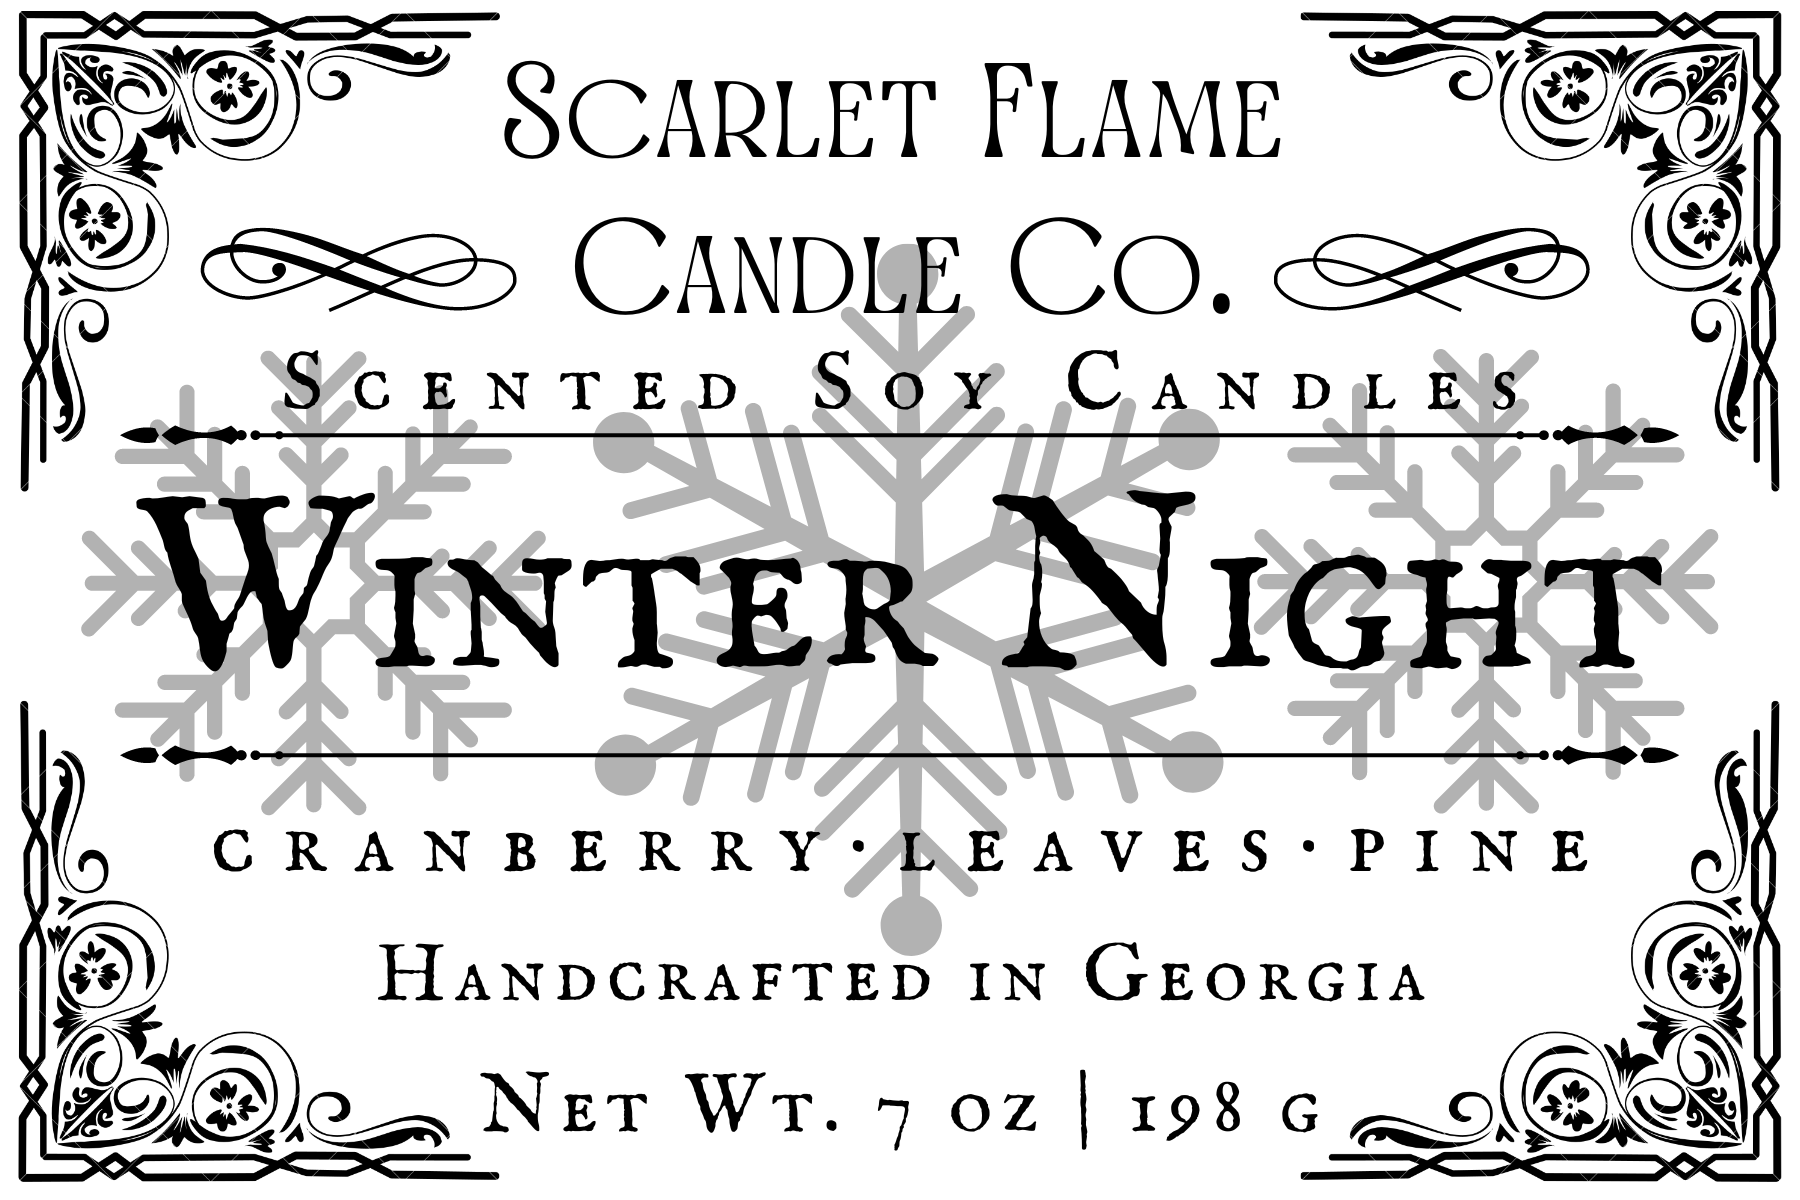 Scarlet Flame
Candle Co.
Scented Soy Candles
Winter Night
CRANBERRY·LEAVES·PINE
Handcrafted in Georgia
Net Wt. 7 oz | 198 g